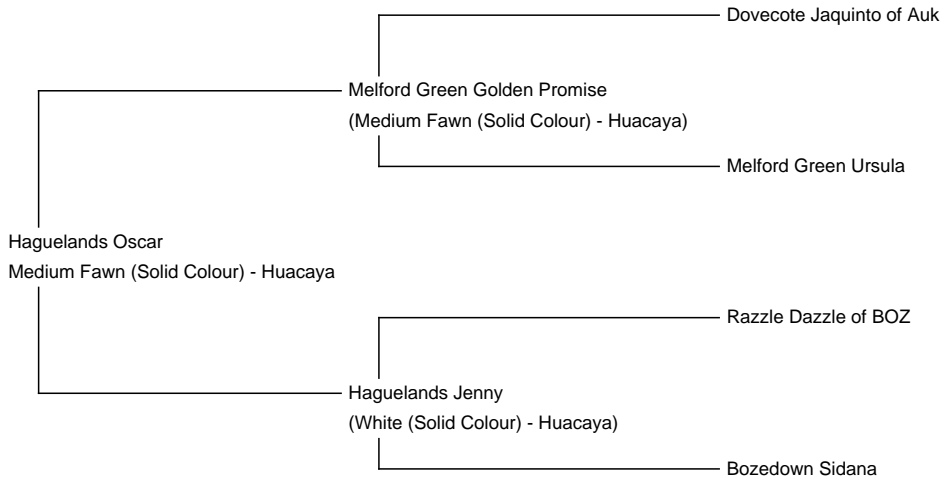 Dovecote Jaquinto of Auk
Melford Green Golden Promise
(Medium Fawn (Solid Colour) - Huacaya)
Melford Green Ursula
Haguelands Oscar
Medium Fawn (Solid Colour) - Huacaya
Razzle Dazzle of BOZ
Haguelands Jenny
(White (Solid Colour) - Huacaya)
Bozedown Sidana